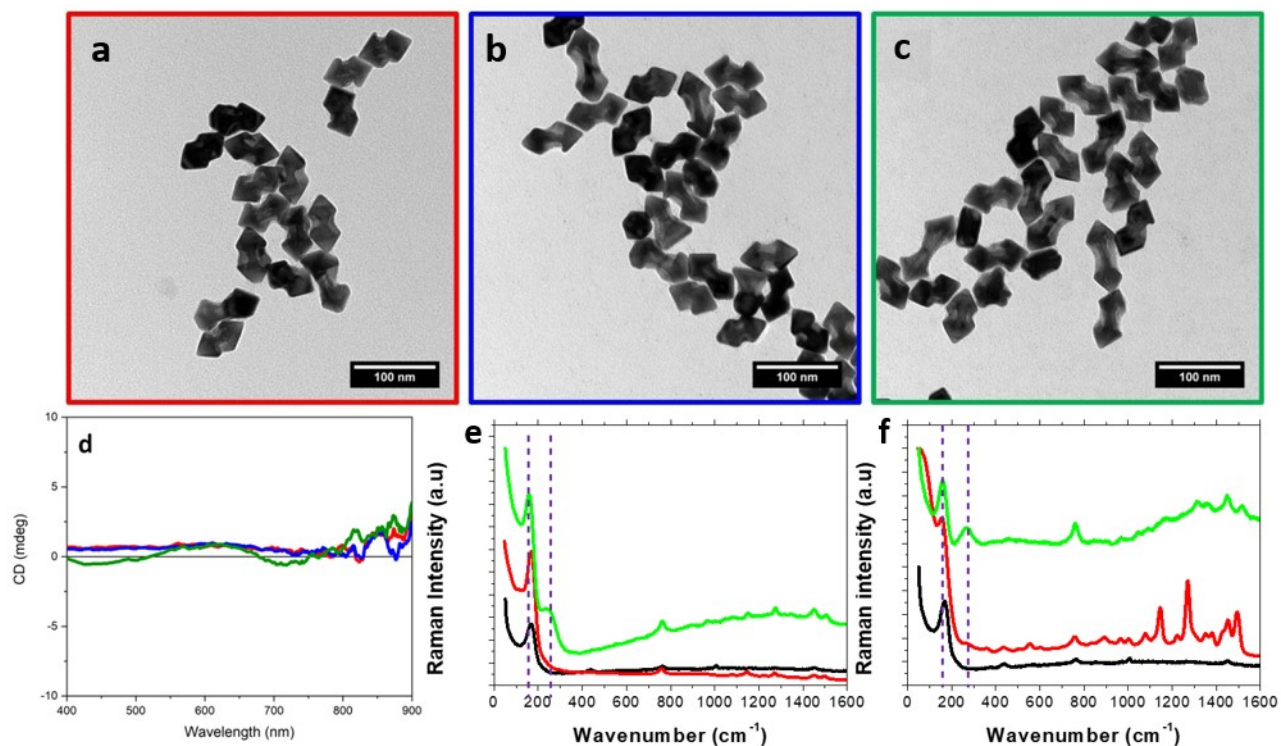 a
b
c
100 nm
100 nm
100 nm
d
CD (mdeg)
10
5
0
-5
-10
400 500 600 700 800 900
Wavelength (nm)
e
Raman Intensity (a.u)
0 200 400 600 800 1000 1200 1400 1600
Wavenumber (cm⁻¹)
f
Raman intensity (a.u)
0 200 400 600 800 1000 1200 1400 1600
Wavenumber (cm⁻¹)